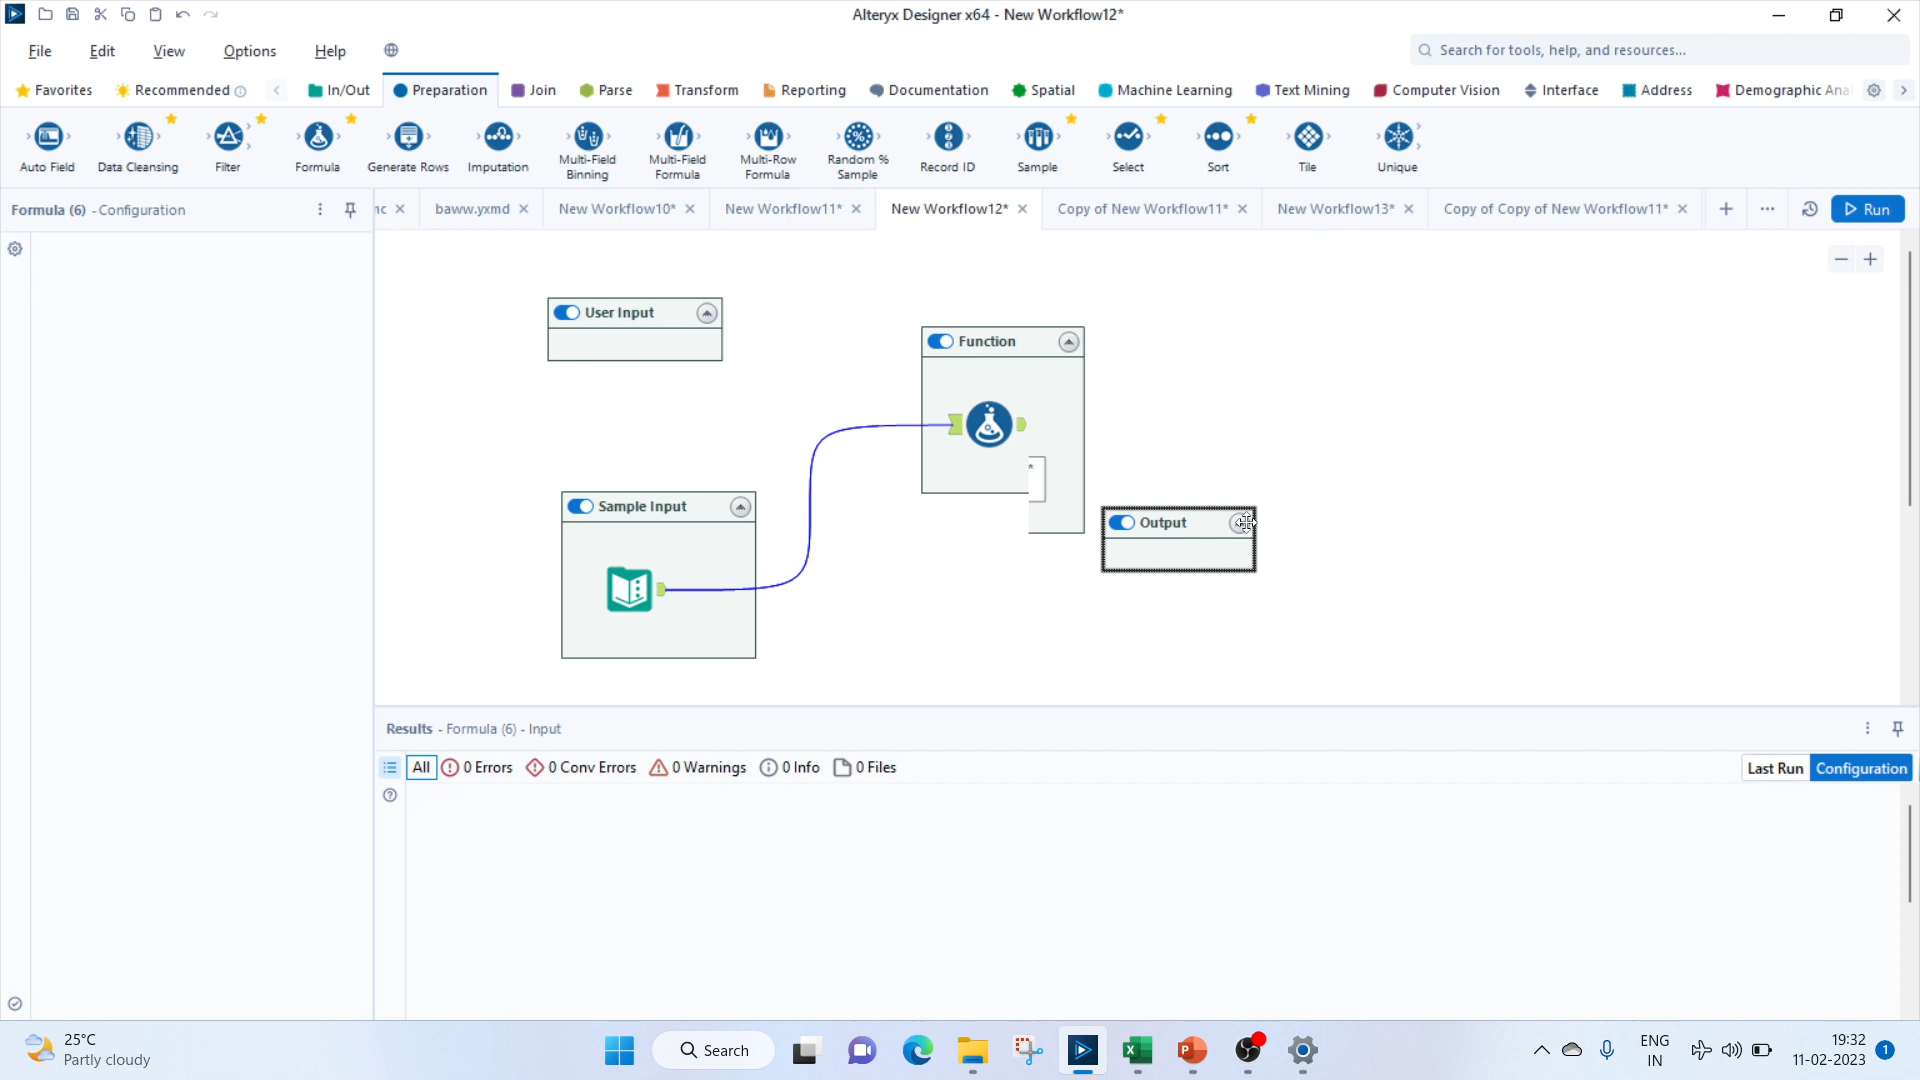 Alteryx Designer x64 - New Workflow12*
File Edit View Options Help
Search for tools, help, and resources...
Favorites Recommended In/Out Preparation Join Parse Transform Reporting Documentation Spatial Machine Learning Text Mining Computer Vision Interface Address Demographic Ana
Auto Field Data Cleansing Filter Formula Generate Rows Imputation Multi-Field Binning Multi-Field Formula Multi-Row Formula Random % Sample Record ID Sample Select Sort Tile Unique
Formula (6) - Configuration
nc baww.yxmd New Workflow10* New Workflow11* New Workflow12* Copy of New Workflow11* New Workflow13* Copy of Copy of New Workflow11* Run
User Input
Function
*
Sample Input
Output
Results - Formula (6) - Input
All 0 Errors 0 Conv Errors 0 Warnings 0 Info 0 Files Last Run Configuration
25°C
Partly cloudy
Search
ENG
IN
19:32
11-02-2023
1